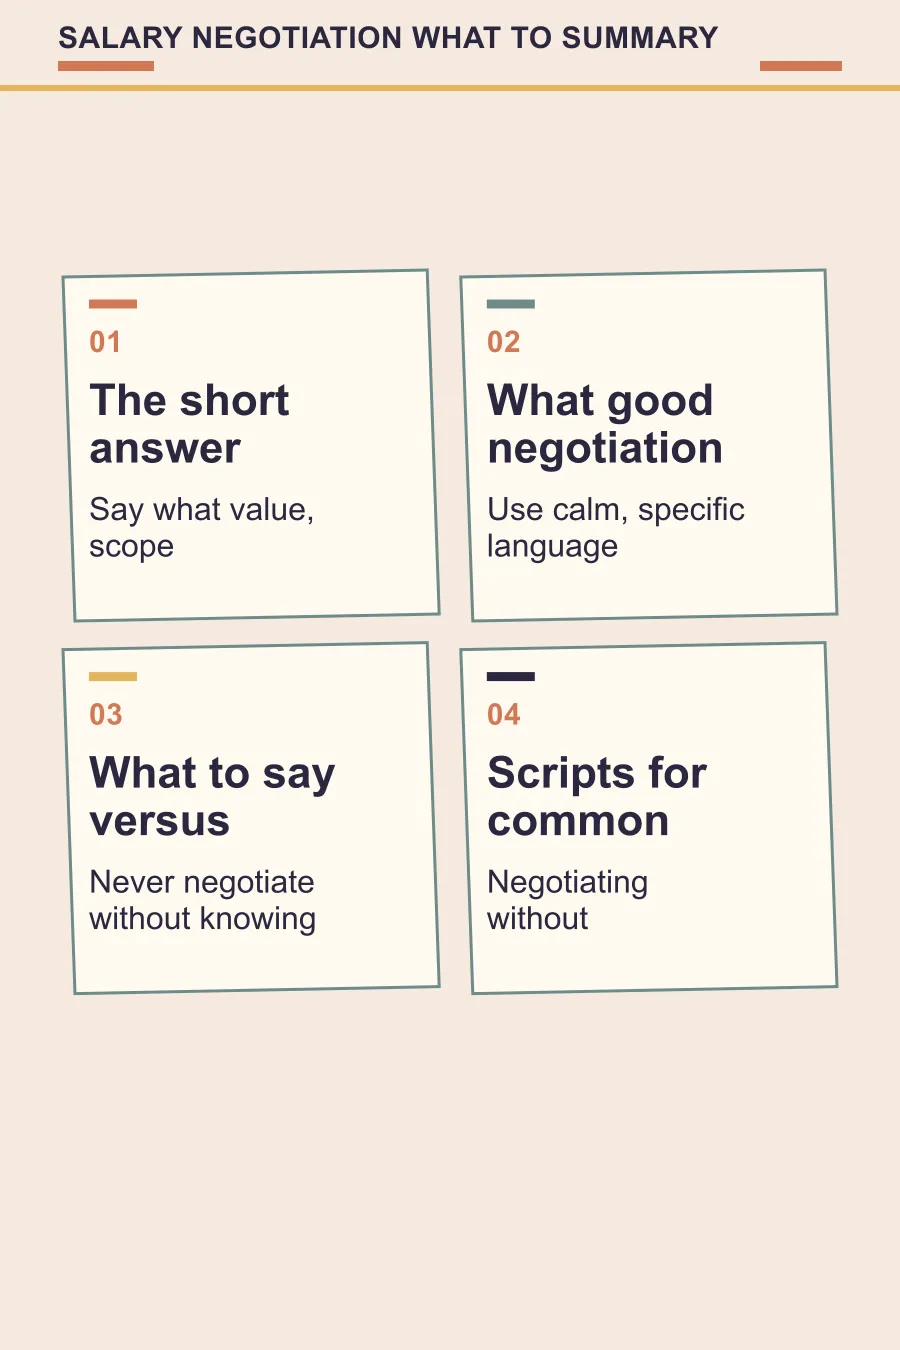 SALARY NEGOTIATION WHAT TO SUMMARY
01
The short
answer
Say what value,
scope
02
What good
negotiation
Use calm, specific
language
03
What to say
versus
Never negotiate
without knowing
04
Scripts for
common
Negotiating
without